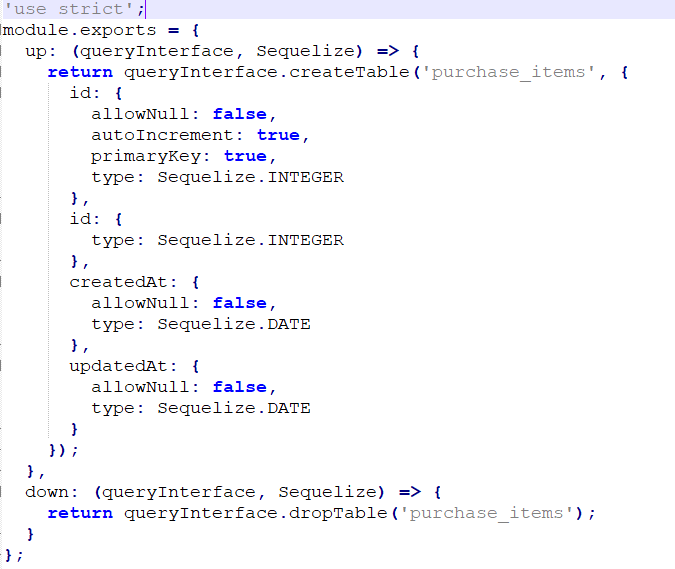 'use strict';
module.exports = {
  up: (queryInterface, Sequelize) => {
    return queryInterface.createTable('purchase_items', {
      id: {
        allowNull: false,
        autoIncrement: true,
        primaryKey: true,
        type: Sequelize.INTEGER
      },
      id: {
        type: Sequelize.INTEGER
      },
      createdAt: {
        allowNull: false,
        type: Sequelize.DATE
      },
      updatedAt: {
        allowNull: false,
        type: Sequelize.DATE
      }
    });
  },
  down: (queryInterface, Sequelize) => {
    return queryInterface.dropTable('purchase_items');
  }
};